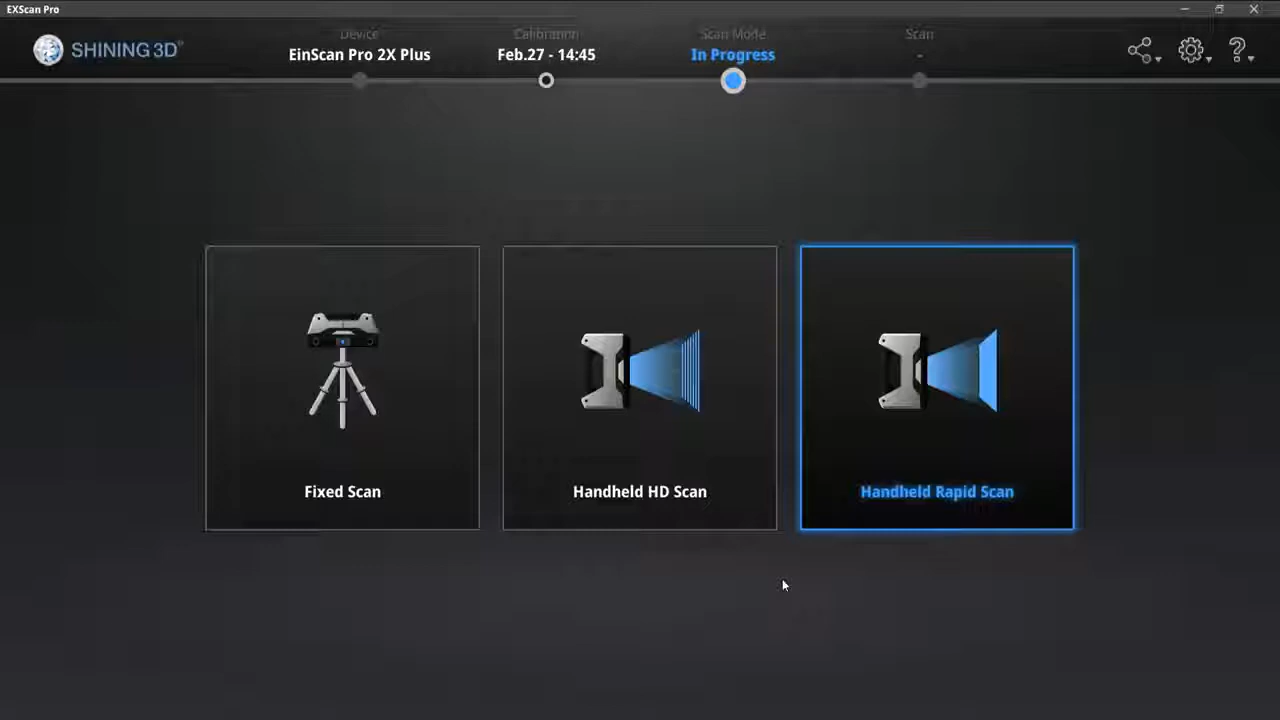 EXScan Pro
SHINING 3D®
Device
EinScan Pro 2X Plus
Calibration
Feb.27 - 14:45
Scan Mode
In Progress
Scan
-
Fixed Scan
Handheld HD Scan
Handheld Rapid Scan